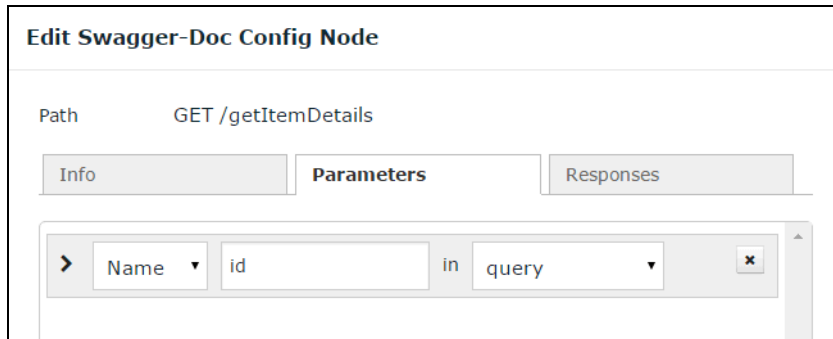 Edit Swagger-Doc Config Node
Path GET /getItemDetails
Info Parameters Responses
Name id in query